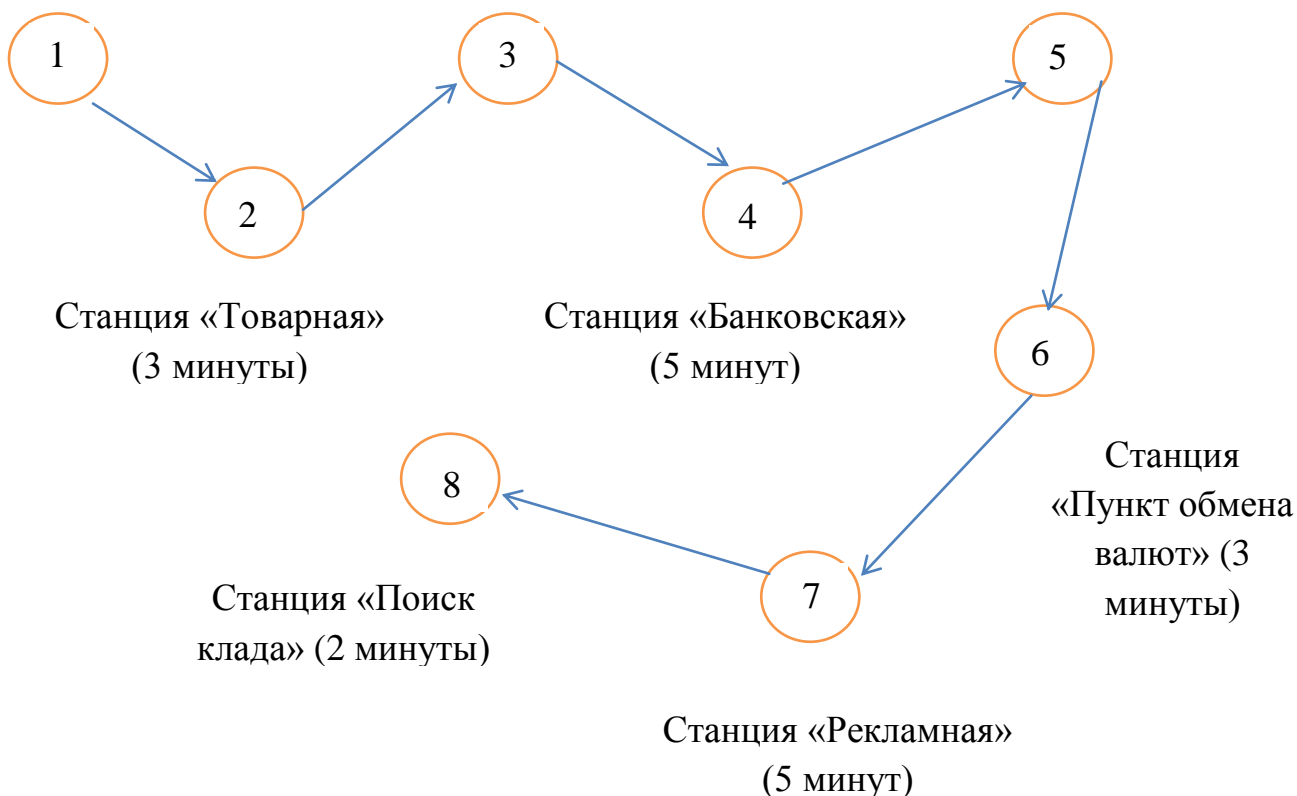 1
3
5
2
4
Станция «Товарная»
(3 минуты)
Станция «Банковская»
(5 минут)
6
Станция
«Пункт обмена
валют» (3
минуты)
8
7
Станция «Поиск
клада» (2 минуты)
Станция «Рекламная»
(5 минут)